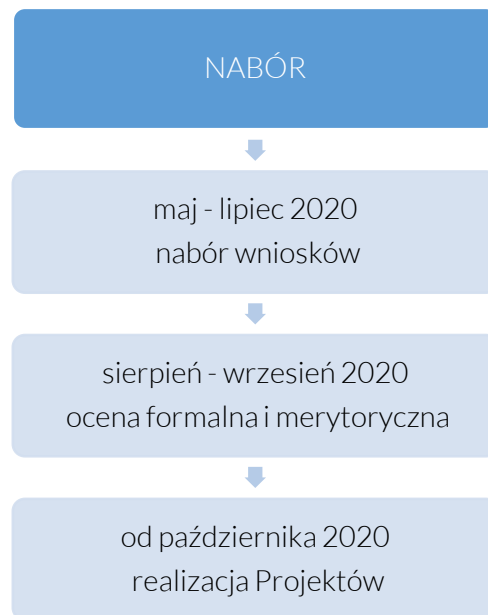 NABÓR
maj - lipiec 2020
nabór wniosków
sierpień - wrzesień 2020
ocena formalna i merytoryczna
od października 2020
realizacja Projektów